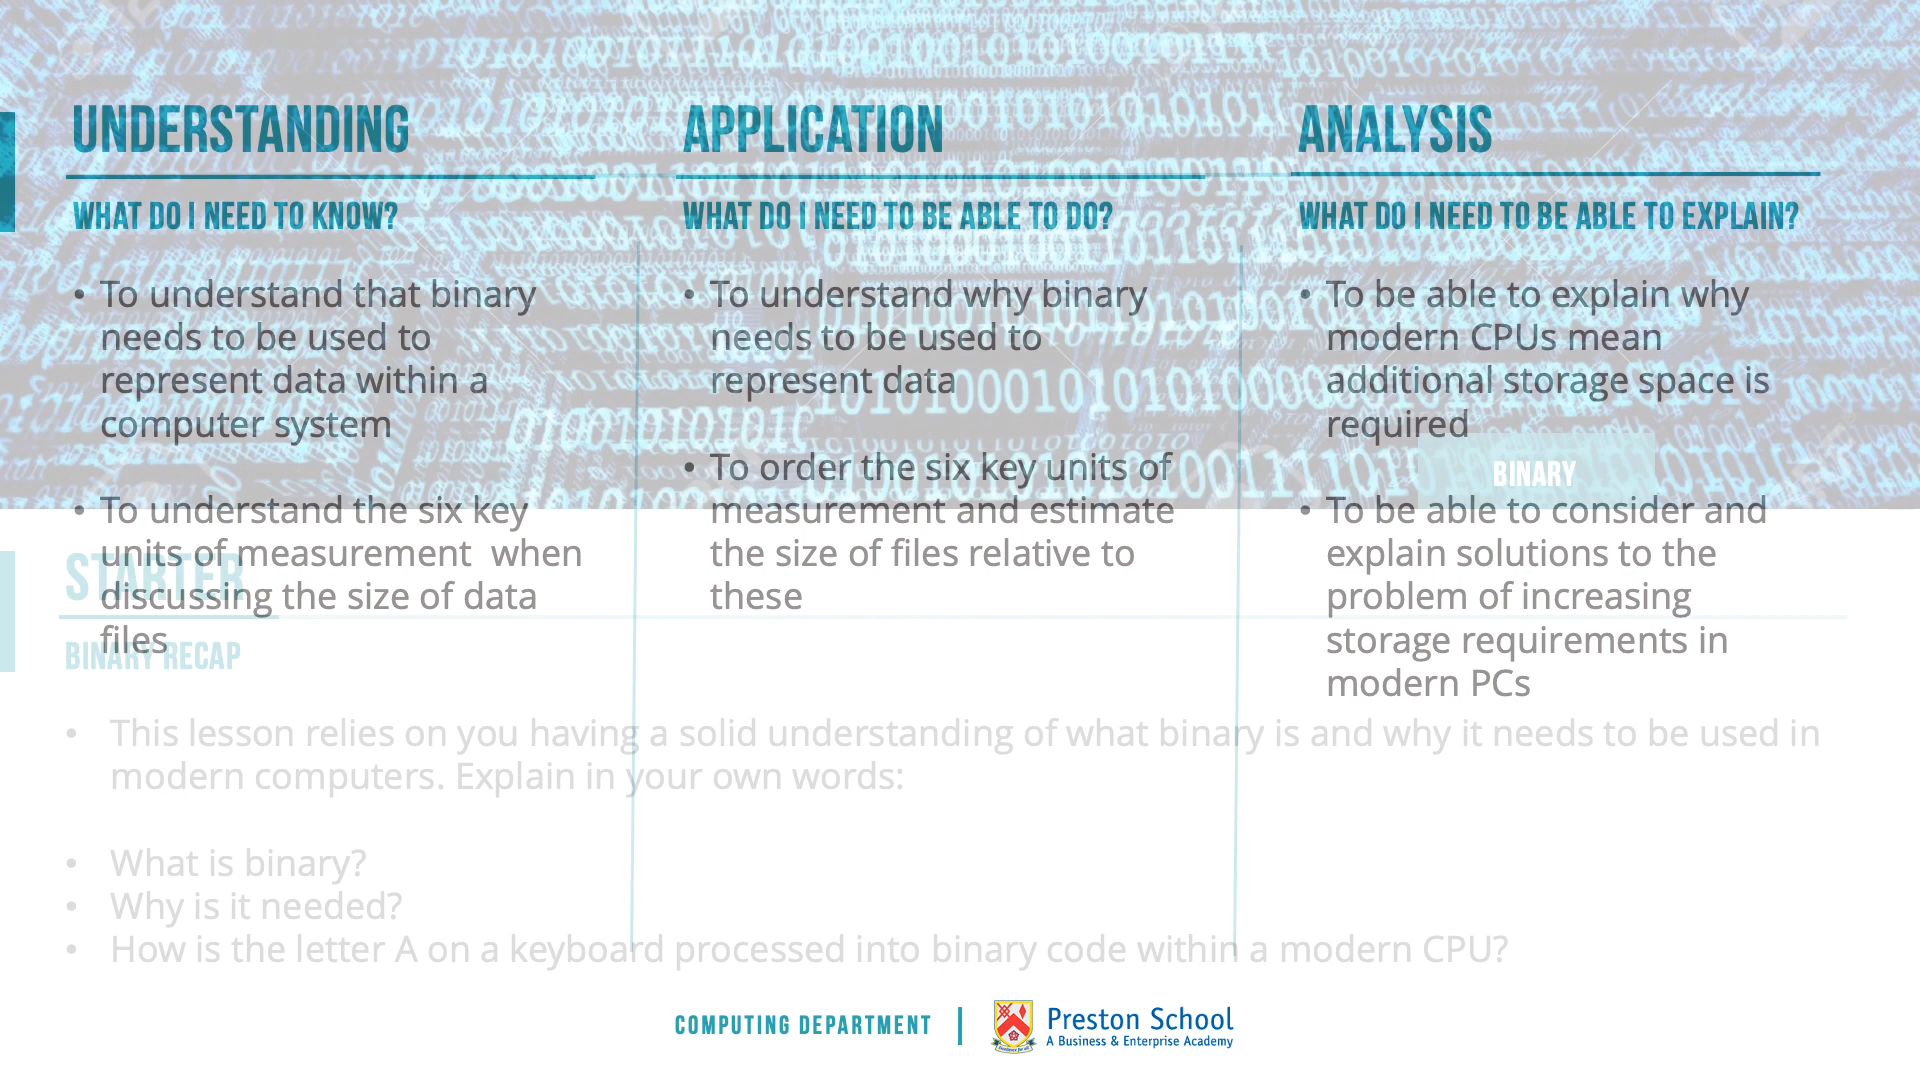 UNDERSTANDING
WHAT DO I NEED TO KNOW?
• To understand that binary
needs to be used to
represent data within a
computer system
• To understand the six key
units of measurement  when
discussing the size of data
files
APPLICATION
WHAT DO I NEED TO BE ABLE TO DO?
• To understand why binary
needs to be used to
represent data
• To order the six key units of
measurement and estimate
the size of files relative to
these
ANALYSIS
WHAT DO I NEED TO BE ABLE TO EXPLAIN?
• To be able to explain why
modern CPUs mean
additional storage space is
required
• To be able to consider and
explain solutions to the
problem of increasing
storage requirements in
modern PCs
BINARY
STARTER
BINARY RECAP
• This lesson relies on you having a solid understanding of what binary is and why it needs to be used in
modern computers. Explain in your own words:
• What is binary?
• Why is it needed?
• How is the letter A on a keyboard processed into binary code within a modern CPU?
COMPUTING DEPARTMENT
Preston School
A Business & Enterprise Academy